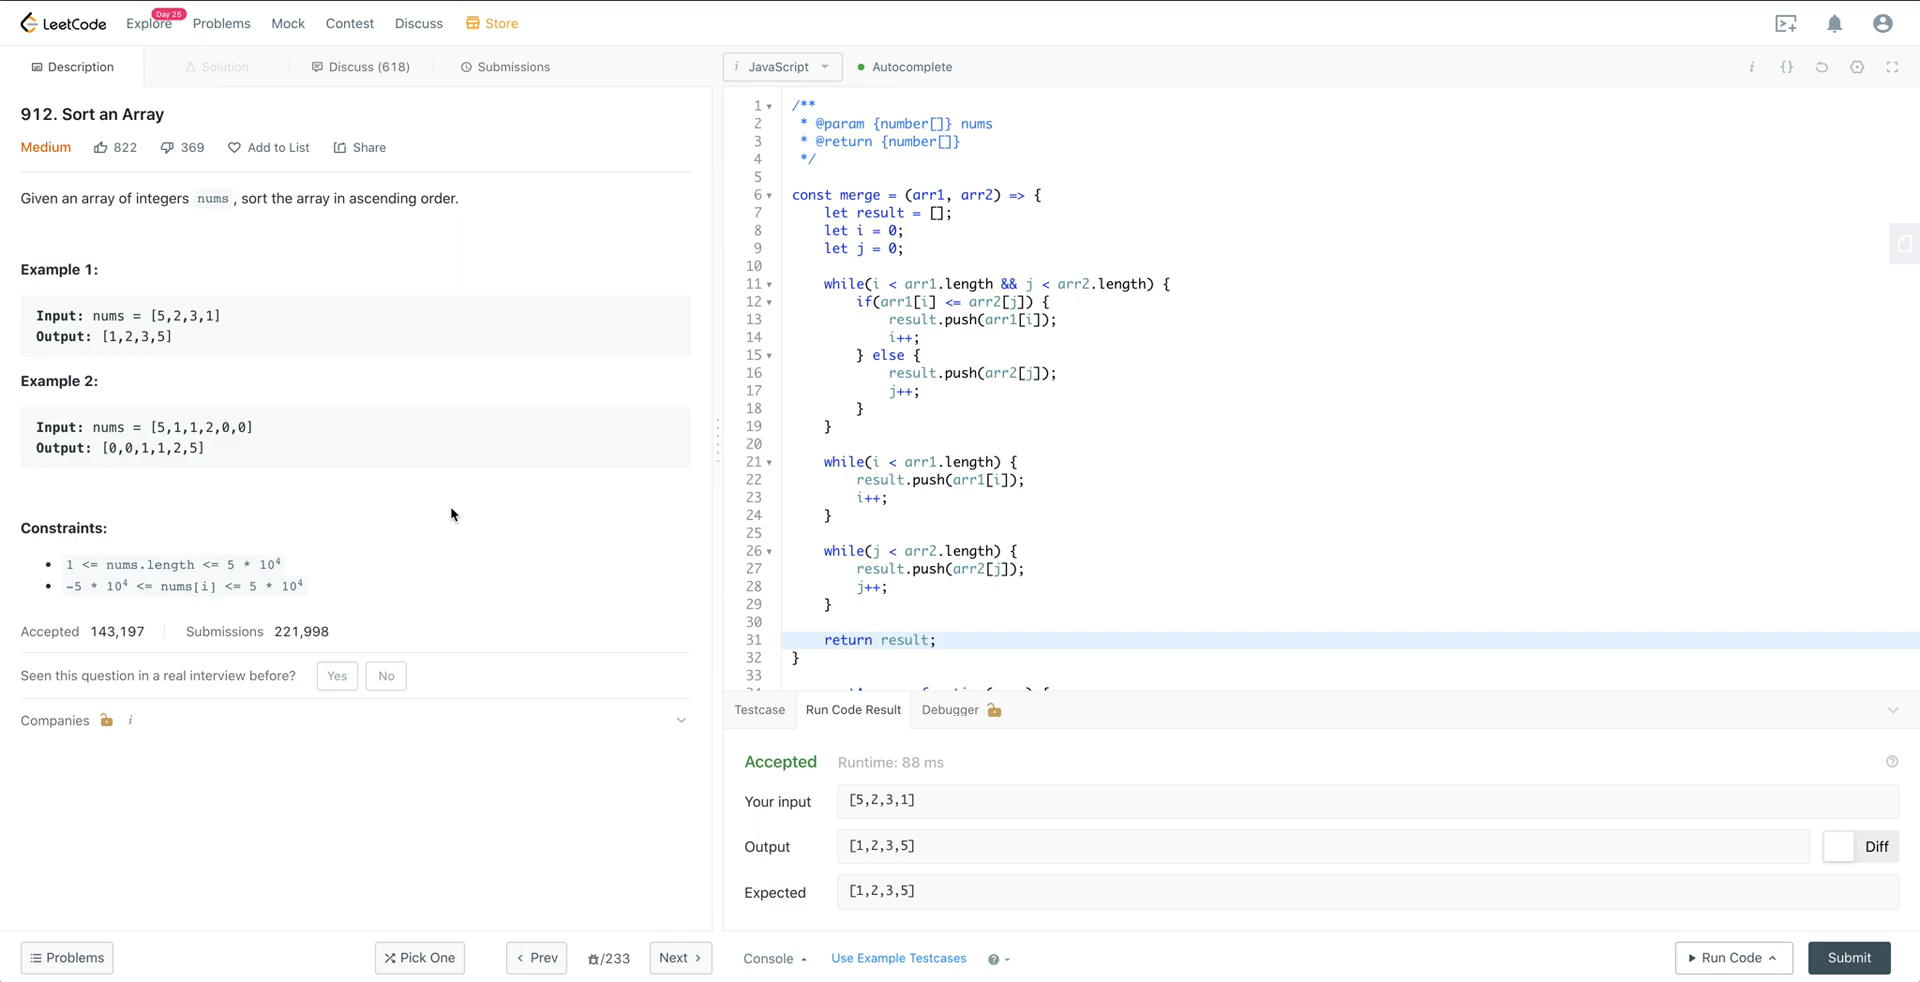 LeetCode
Explore
Day 25
Problems
Mock
Contest
Discuss
Store
Description
Solution
Discuss (618)
Submissions
i JavaScript
Autocomplete
i {}
912. Sort an Array
Medium
822
369
Add to List
Share
Given an array of integers nums , sort the array in ascending order.
Example 1:
Input: nums = [5,2,3,1]
Output: [1,2,3,5]
Example 2:
Input: nums = [5,1,1,2,0,0]
Output: [0,0,1,1,2,5]
Constraints:
• 1 <= nums.length <= 5 * 10⁴
• -5 * 10⁴ <= nums[i] <= 5 * 10⁴
Accepted 143,197
Submissions 221,998
Seen this question in a real interview before?
Yes
No
Companies i
Problems
Pick One
< Prev
/233
Next >
1 /**
2  * @param {number[]} nums
3  * @return {number[]}
4  */
5
6 const merge = (arr1, arr2) => {
7     let result = [];
8     let i = 0;
9     let j = 0;
10
11     while(i < arr1.length && j < arr2.length) {
12         if(arr1[i] <= arr2[j]) {
13             result.push(arr1[i]);
14             i++;
15         } else {
16             result.push(arr2[j]);
17             j++;
18         }
19     }
20
21     while(i < arr1.length) {
22         result.push(arr1[i]);
23         i++;
24     }
25
26     while(j < arr2.length) {
27         result.push(arr2[j]);
28         j++;
29     }
30
31     return result;
32 }
33
Testcase
Run Code Result
Debugger
Accepted
Runtime: 88 ms
Your input
[5,2,3,1]
Output
[1,2,3,5]
Diff
Expected
[1,2,3,5]
Console
Use Example Testcases
Run Code
Submit